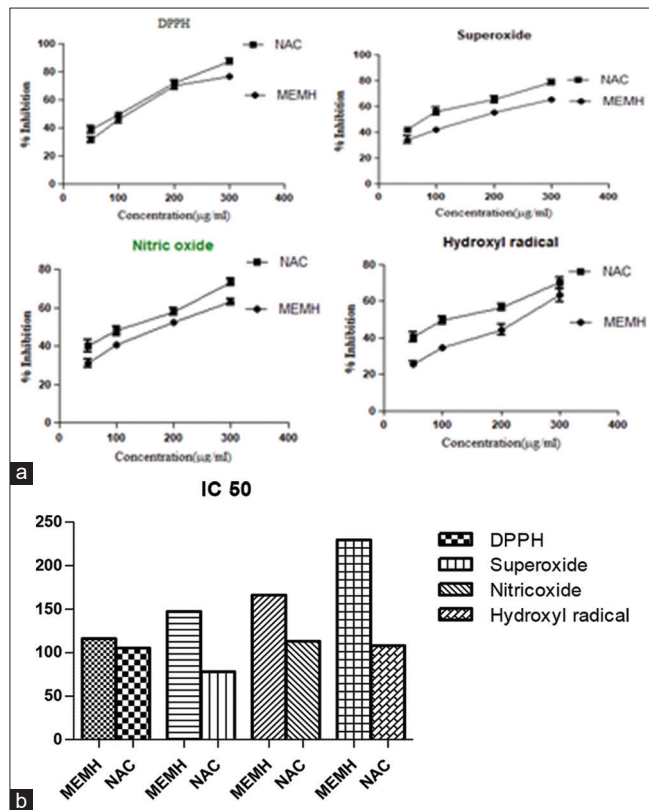 DPPH
% Inhibition
100
80
60
40
20
0
0 100 200 300 400
Concentration(μg/ml)
NAC
MEMH
Superoxide
% Inhibition
100
80
60
40
20
0
0 100 200 300 400
Concentration(μg/ml)
NAC
MEMH
Nitric oxide
% Inhibition
80
60
40
20
0
0 100 200 300 400
Concentration(μg/ml)
NAC
MEMH
Hydroxyl radical
% Inhibition
80
60
40
20
0
0 100 200 300 400
Concentration(μg/ml)
NAC
MEMH
a
IC 50
250
200
150
100
50
0
MEMH NAC MEMH NAC MEMH NAC MEMH NAC
DPPH
Superoxide
Nitricoxide
Hydroxyl radical
b